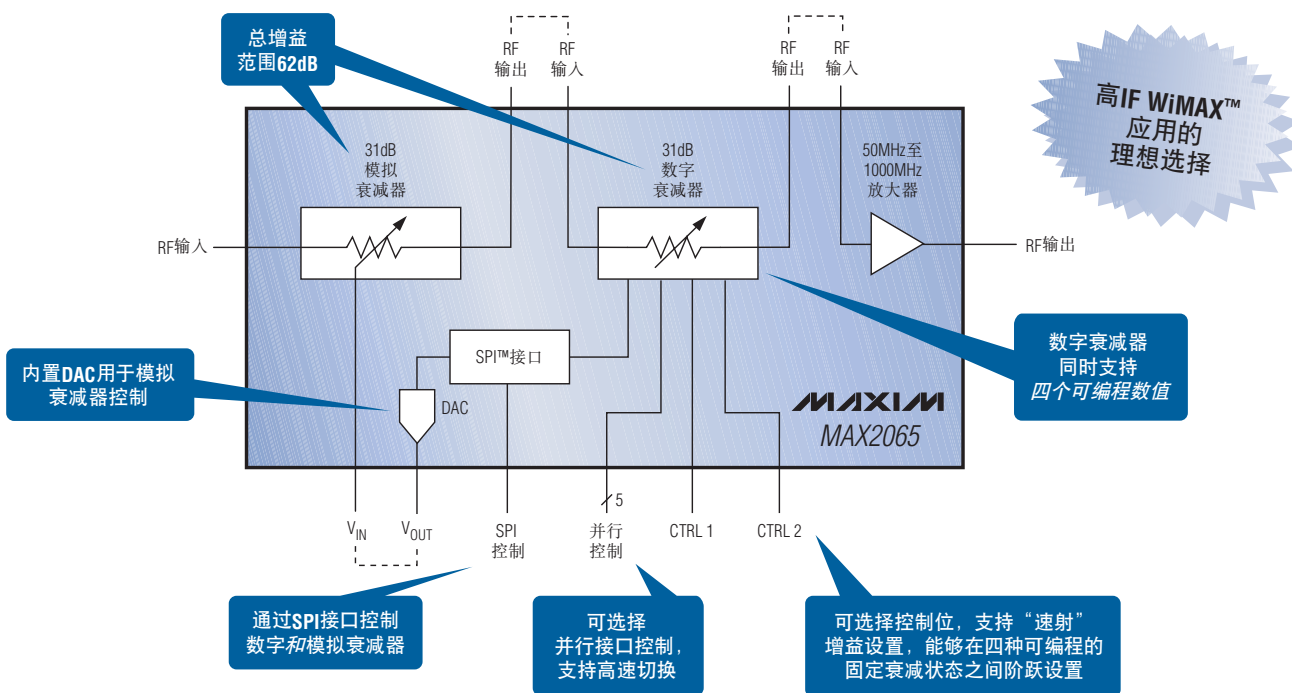 总增益
范围62dB
RF
输出
RF
输入
RF
输出
RF
输入
高IF WiMAX™
应用的
理想选择
31dB
模拟
衰减器
31dB
数字
衰减器
50MHz至
1000MHz
放大器
RF输入
RF输出
内置DAC用于模拟
衰减器控制
SPI™接口
DAC
数字衰减器
同时支持
四个可编程数值
MAXIM
MAX2065
5
VIN
VOUT
SPI
控制
并行
控制
CTRL 1
CTRL 2
通过SPI接口控制
数字和模拟衰减器
可选择
并行接口控制，
支持高速切换
可选择控制位，支持“速射”
增益设置，能够在四种可编程的
固定衰减状态之间阶跃设置